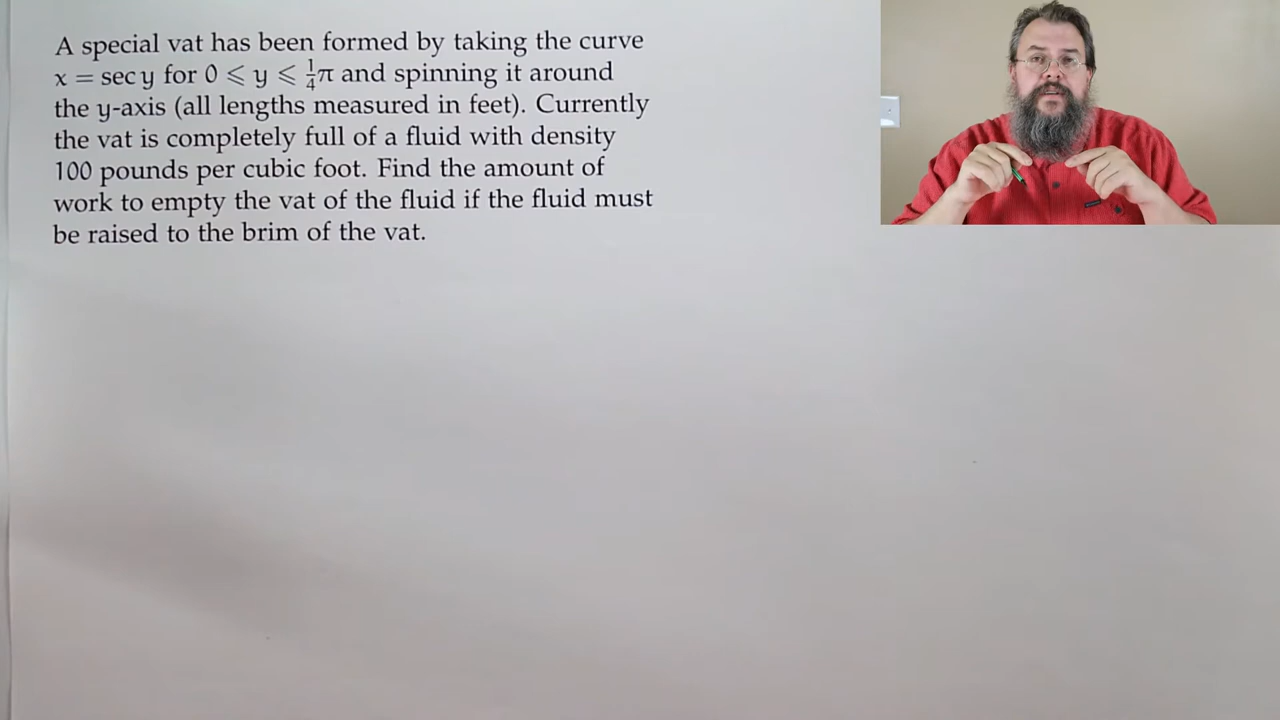 A special vat has been formed by taking the curve
x = sec y for 0 ⩽ y ⩽ ¼π and spinning it around
the y-axis (all lengths measured in feet). Currently
the vat is completely full of a fluid with density
100 pounds per cubic foot. Find the amount of
work to empty the vat of the fluid if the fluid must
be raised to the brim of the vat.